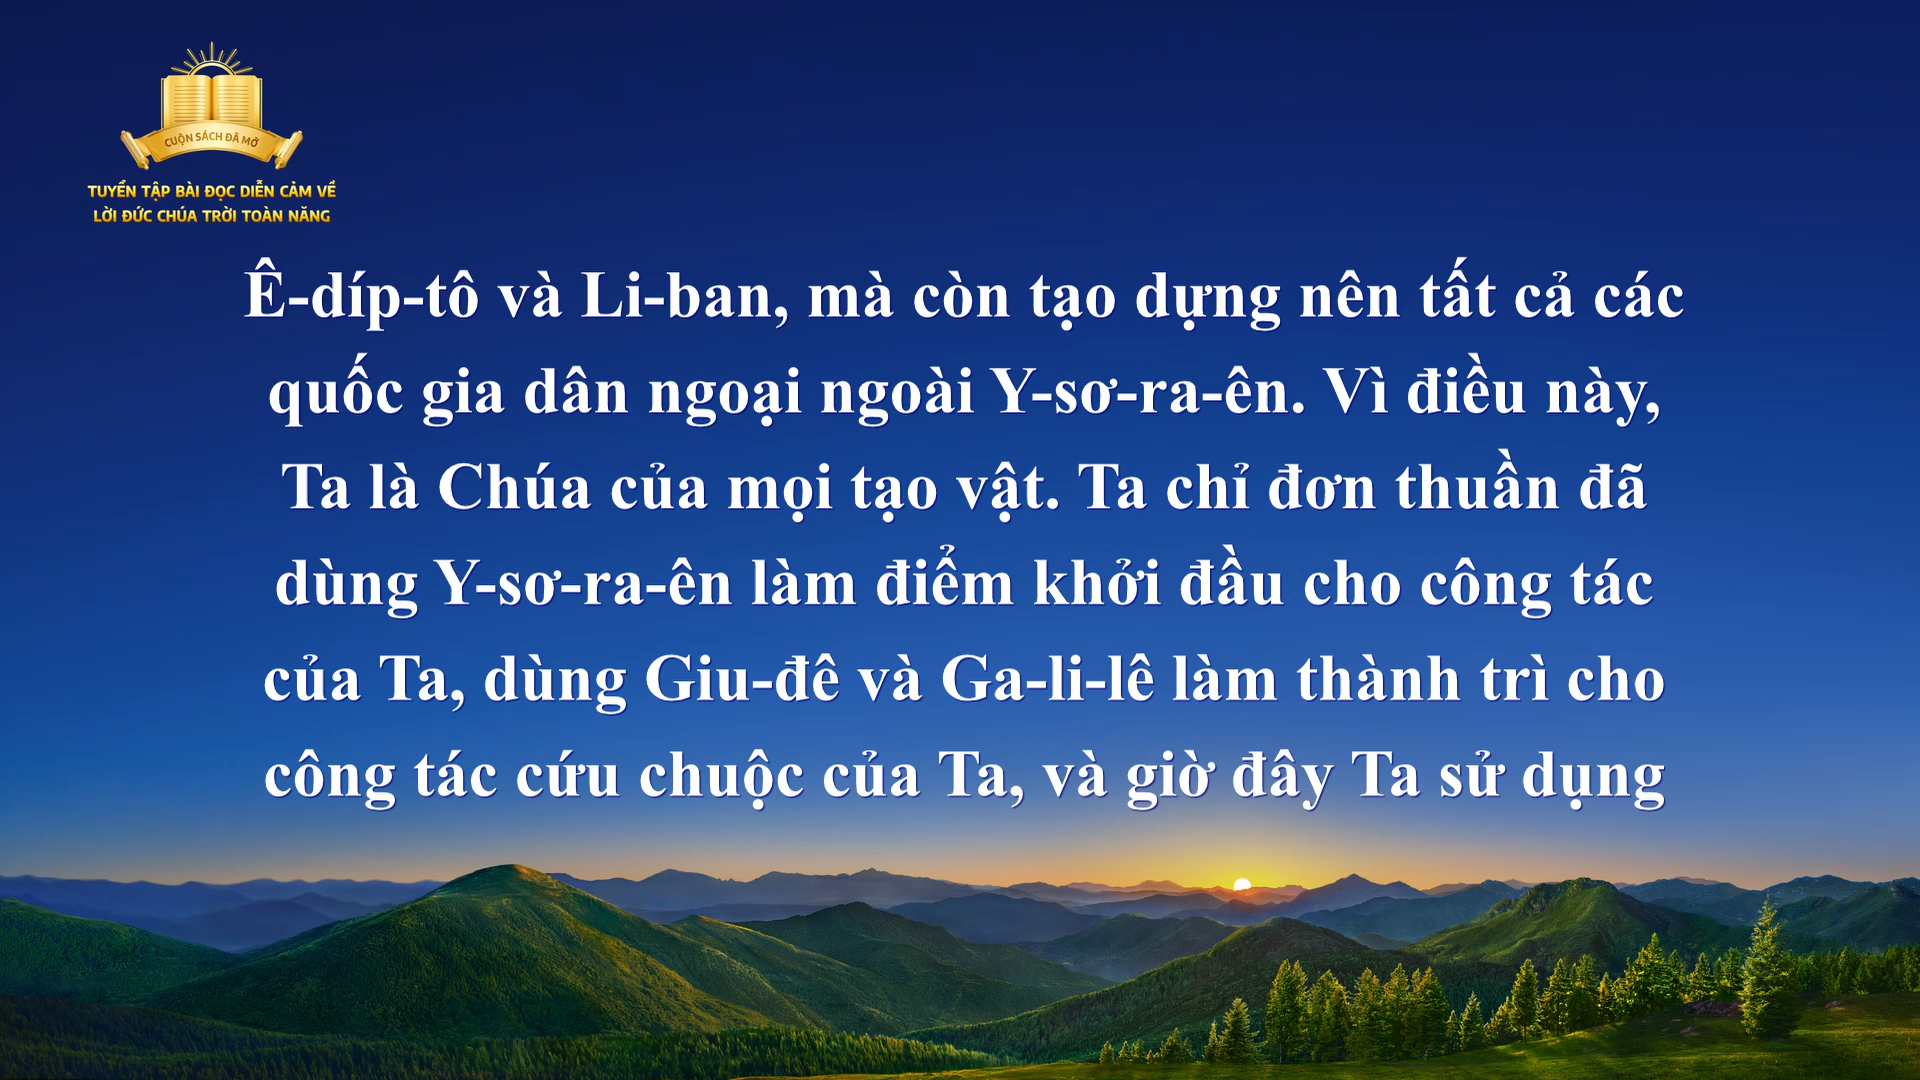 CUỘN SÁCH ĐÃ MỞ
TUYỂN TẬP BÀI ĐỌC DIỄN CẢM VỀ
LỜI ĐỨC CHÚA TRỜI TOÀN NĂNG
Ê-díp-tô và Li-ban, mà còn tạo dựng nên tất cả các
quốc gia dân ngoại ngoài Y-sơ-ra-ên. Vì điều này,
Ta là Chúa của mọi tạo vật. Ta chỉ đơn thuần đã
dùng Y-sơ-ra-ên làm điểm khởi đầu cho công tác
của Ta, dùng Giu-đê và Ga-li-lê làm thành trì cho
công tác cứu chuộc của Ta, và giờ đây Ta sử dụng